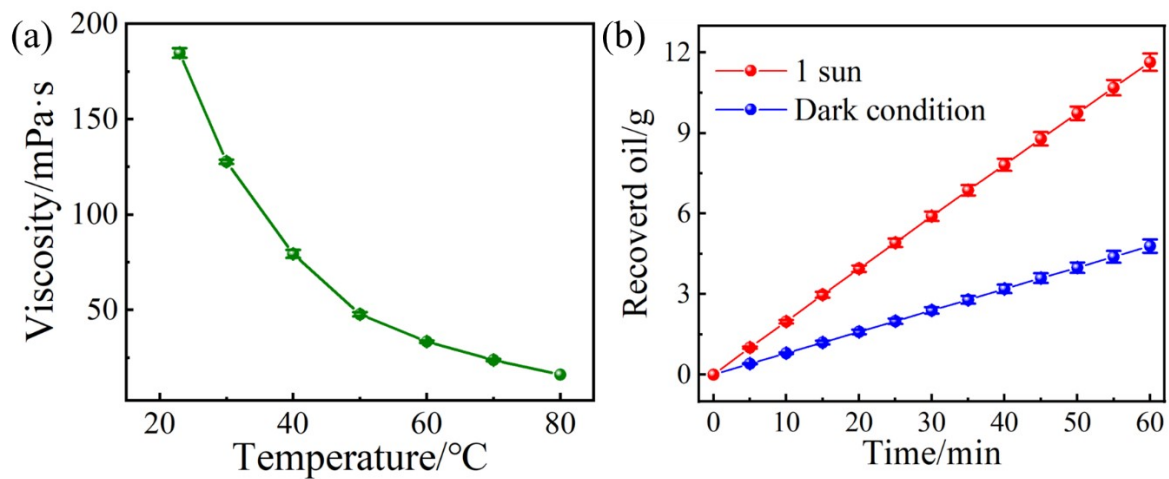 (a)
200
150
100
50
Viscosity/mPa·s
20 40 60 80
Temperature/°C
(b)
12
9
6
3
0
Recoverd oil/g
1 sun
Dark condition
0 10 20 30 40 50 60
Time/min